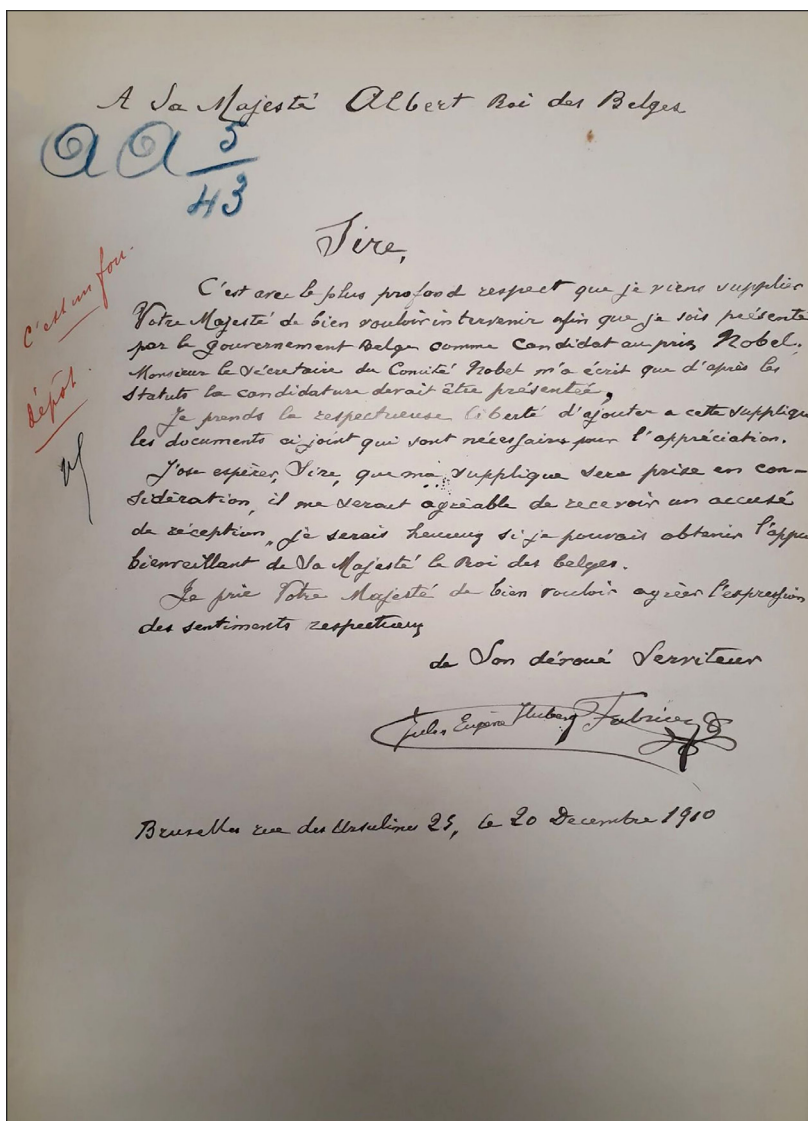 A Sa Majesté Albert Roi des Belges
a a 5
43
Sire,
C'est un fou.
dépôt.
C'est avec le plus profond respect que je viens supplier
Votre Majesté de bien vouloir intervenir afin que je sois présenté
par le gouvernement Belge comme candidat au prix Nobel.
Monsieur le Sécretaire du Comité Nobel m'a écrit que d'après les
Statuts la candidature devait être présentée,
Je prends la respectueuse liberté d'ajouter a cette supplique
les documents ci joint qui sont nécessaires pour l'appréciation.
J'ose espérer, Sire, que ma supplique sera prise en con-
sidération, il me serait agréable de recevoir un accusé
de réception, je serais heureux si je pouvais obtenir l'appu
bienveillant de Sa Majesté le Roi des belges.
Je prie Votre Majesté de bien vouloir agréer l'expression
des sentiments respectueux
de Son dévoué Serviteur
Jules Eugène Hubert
Bruxelles rue des Ursulines 25, le 20 Decembre 1910